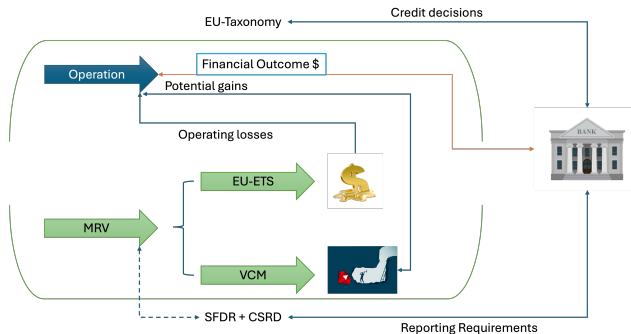 Credit decisions
EU-Taxonomy
Financial Outcome $
Operation
Potential gains
BANK
Operating losses
EU-ETS
MRV
VCM
SFDR + CSRD
Reporting Requirements